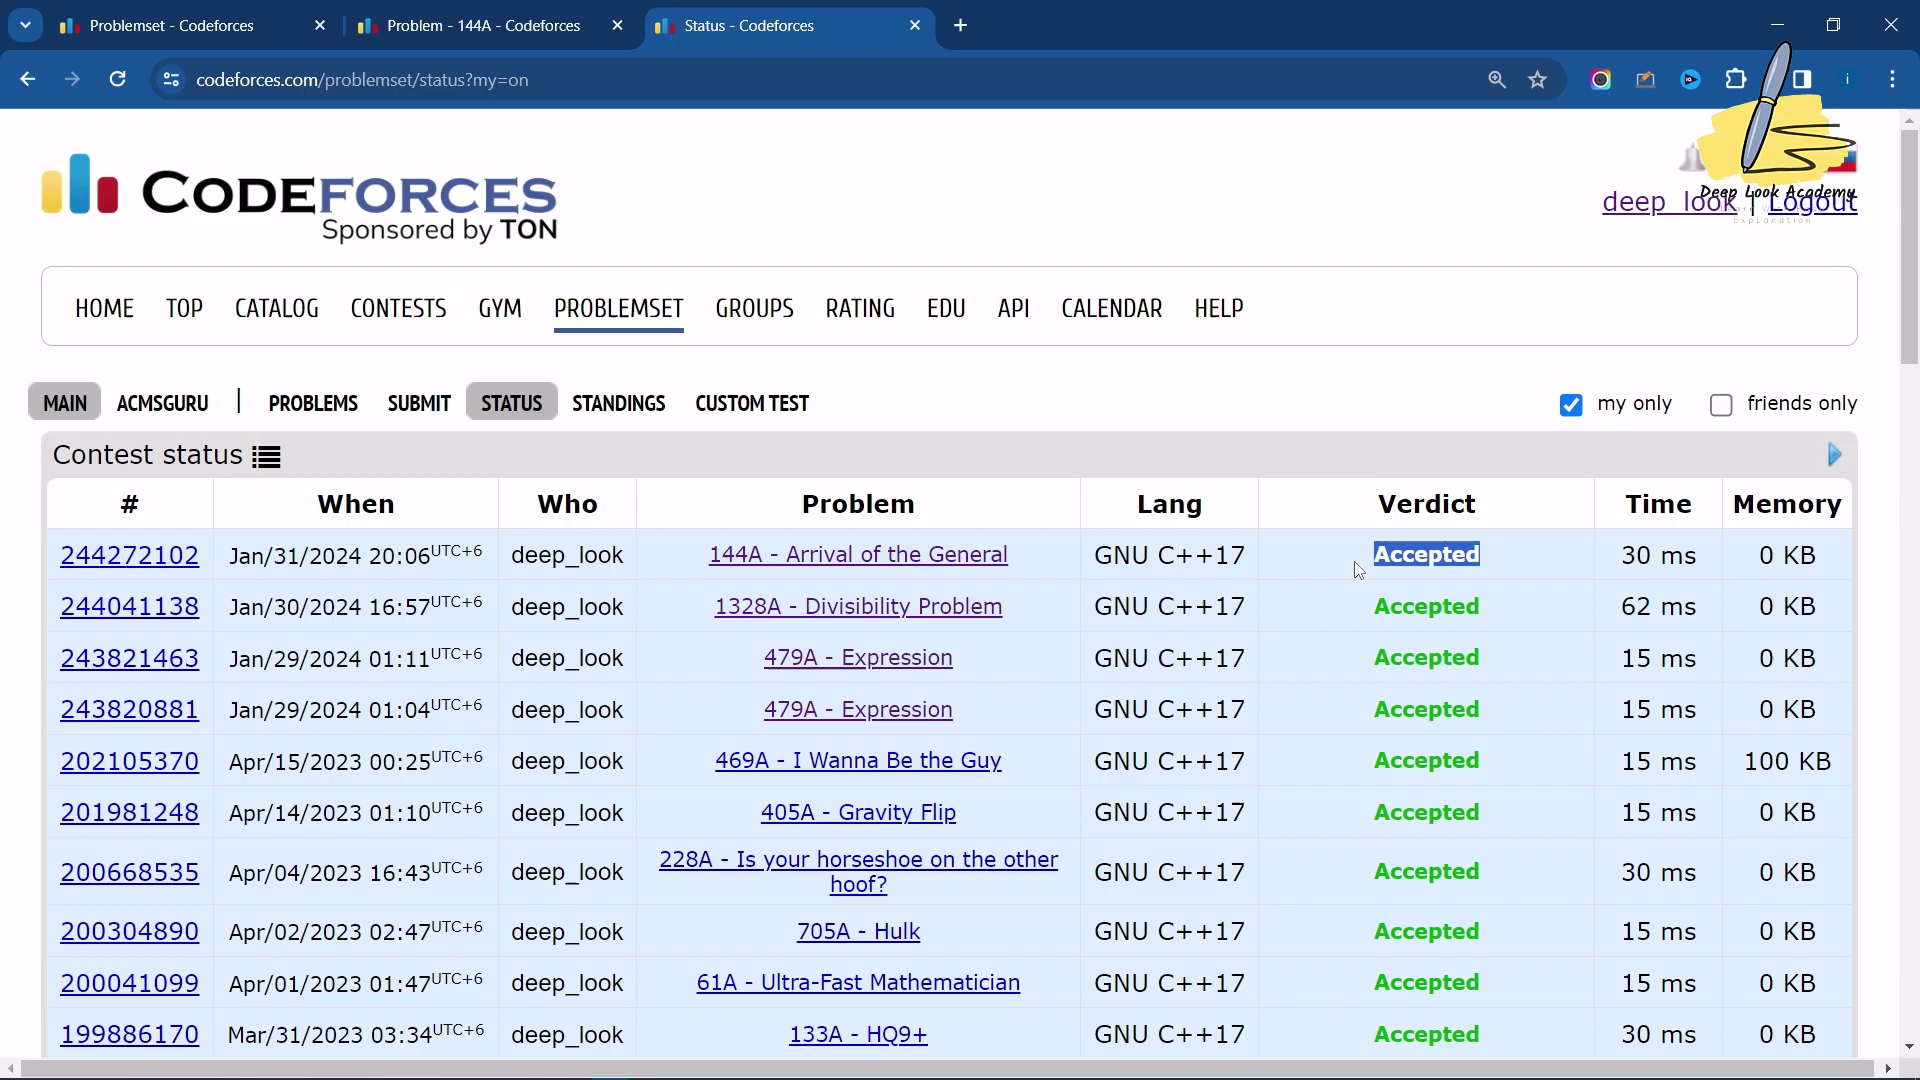 Problemset - Codeforces
Problem - 144A - Codeforces
Status - Codeforces
codeforces.com/problemset/status?my=on
i
CODEFORCES
Sponsored by TON
Deep Look Academy
deep_look | Logout
Explanation
HOME TOP CATALOG CONTESTS GYM PROBLEMSET GROUPS RATING EDU API CALENDAR HELP
MAIN ACMSGURU | PROBLEMS SUBMIT STATUS STANDINGS CUSTOM TEST my only friends only
Contest status
# When Who Problem Lang Verdict Time Memory
244272102 Jan/31/2024 20:06UTC+6 deep_look 144A - Arrival of the General GNU C++17 Accepted 30 ms 0 KB
244041138 Jan/30/2024 16:57UTC+6 deep_look 1328A - Divisibility Problem GNU C++17 Accepted 62 ms 0 KB
243821463 Jan/29/2024 01:11UTC+6 deep_look 479A - Expression GNU C++17 Accepted 15 ms 0 KB
243820881 Jan/29/2024 01:04UTC+6 deep_look 479A - Expression GNU C++17 Accepted 15 ms 0 KB
202105370 Apr/15/2023 00:25UTC+6 deep_look 469A - I Wanna Be the Guy GNU C++17 Accepted 15 ms 100 KB
201981248 Apr/14/2023 01:10UTC+6 deep_look 405A - Gravity Flip GNU C++17 Accepted 15 ms 0 KB
200668535 Apr/04/2023 16:43UTC+6 deep_look 228A - Is your horseshoe on the other hoof? GNU C++17 Accepted 30 ms 0 KB
200304890 Apr/02/2023 02:47UTC+6 deep_look 705A - Hulk GNU C++17 Accepted 15 ms 0 KB
200041099 Apr/01/2023 01:47UTC+6 deep_look 61A - Ultra-Fast Mathematician GNU C++17 Accepted 15 ms 0 KB
199886170 Mar/31/2023 03:34UTC+6 deep_look 133A - HQ9+ GNU C++17 Accepted 30 ms 0 KB